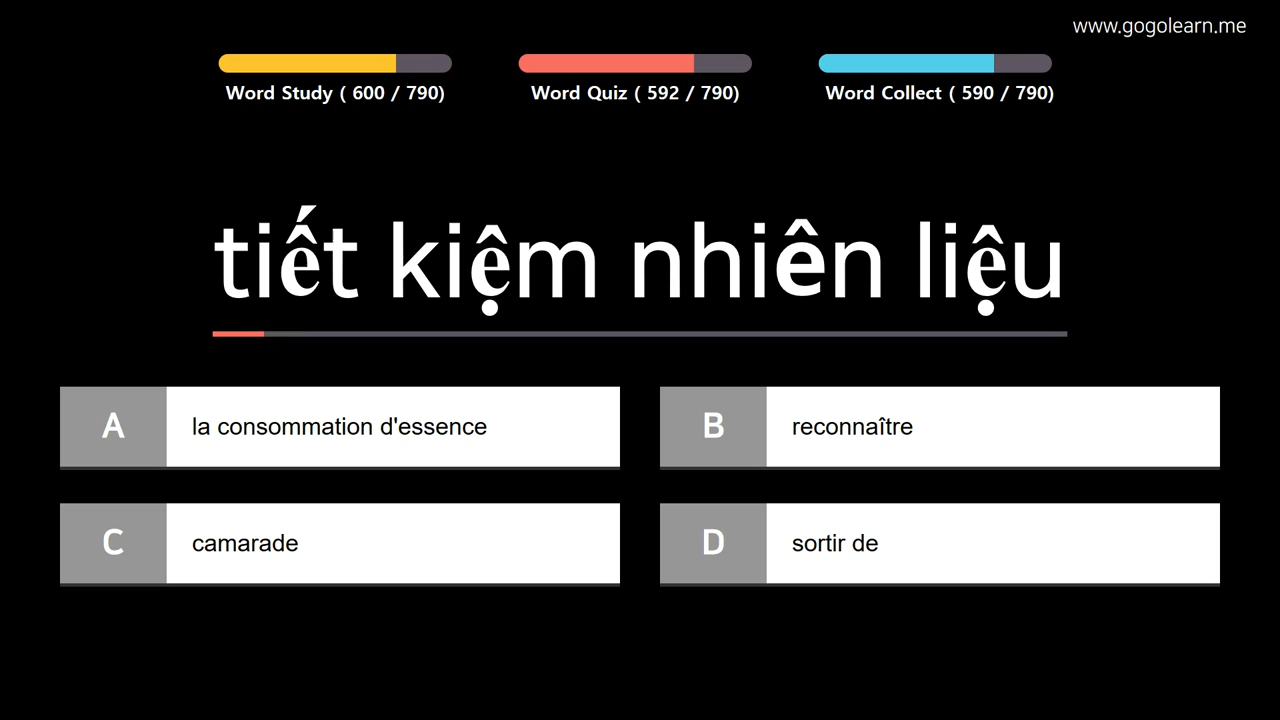 www.gogolearn.me
Word Study ( 600 / 790)
Word Quiz ( 592 / 790)
Word Collect ( 590 / 790)
tiết kiệm nhiên liệu
A la consommation d'essence
B reconnaître
C camarade
D sortir de